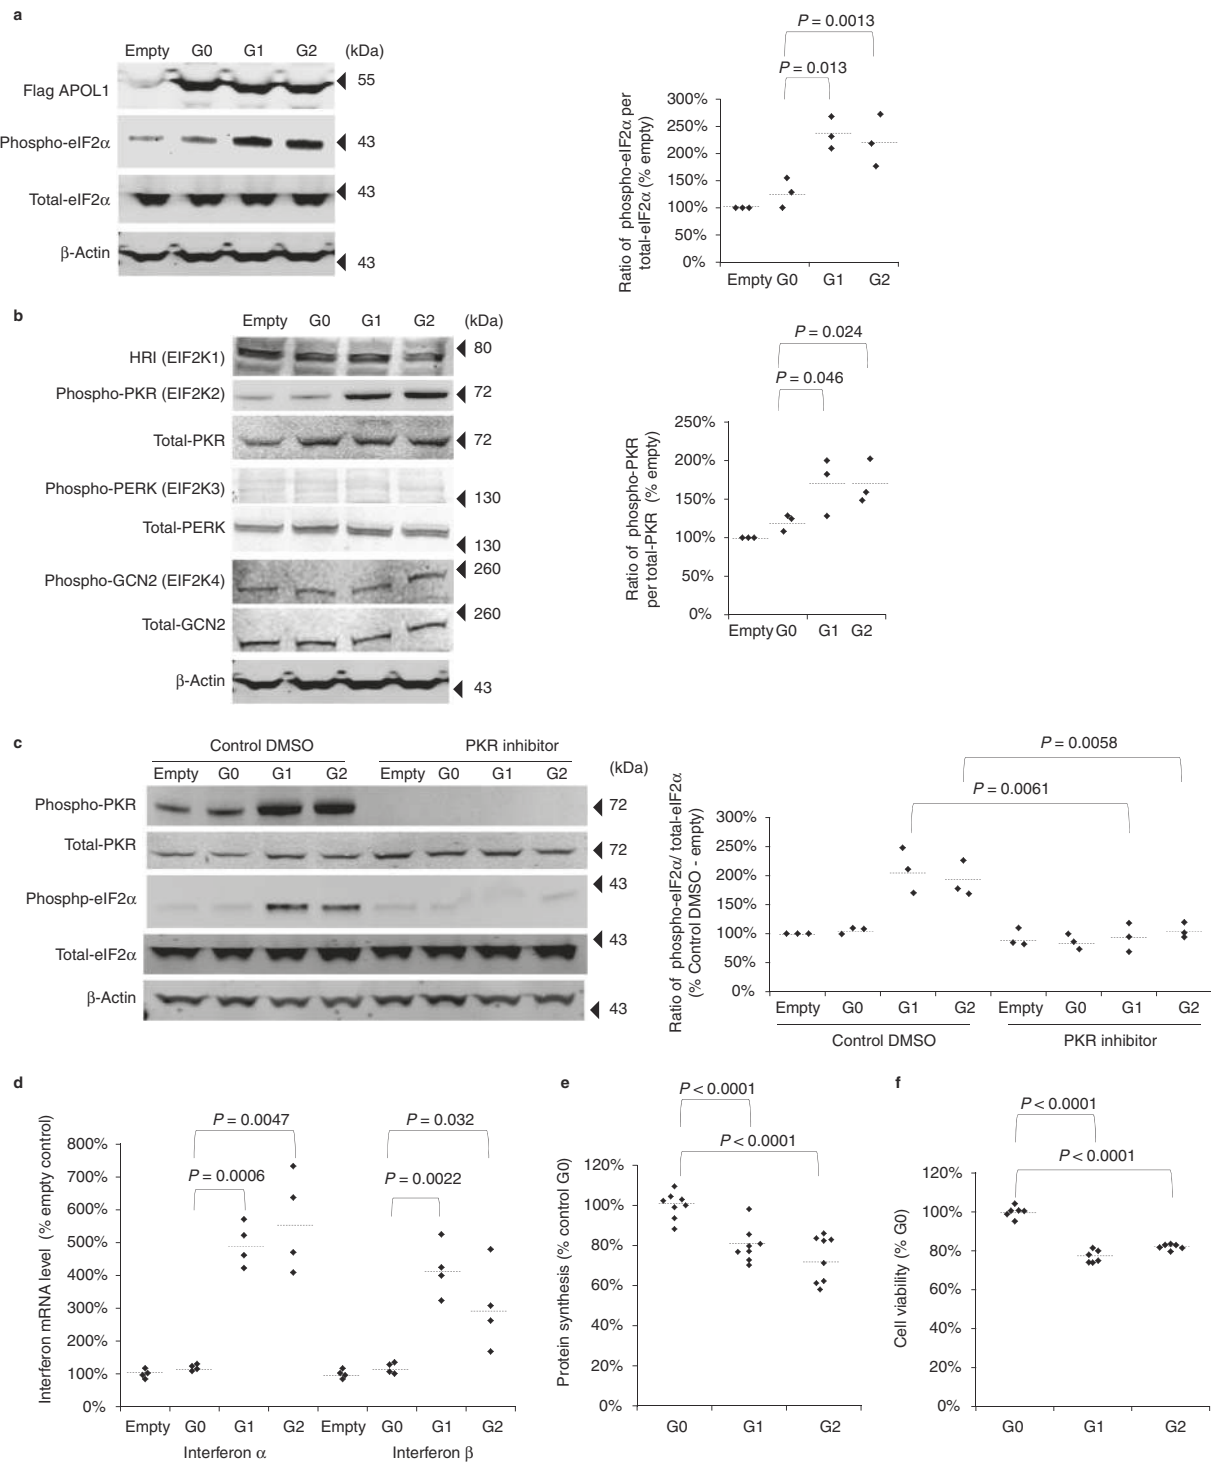 a
Empty G0 G1 G2 (kDa)
Flag APOL1 55
Phospho-eIF2α 43
Total-eIF2α 43
β-Actin 43
P = 0.0013
P = 0.013
Ratio of phospho-eIF2α per
total-eIF2α (% empty)
300%
250%
200%
150%
100%
50%
0%
Empty G0 G1 G2
b
Empty G0 G1 G2 (kDa)
HRI (EIF2K1) 80
Phospho-PKR (EIF2K2) 72
Total-PKR 72
Phospho-PERK (EIF2K3) 130
Total-PERK 130
Phospho-GCN2 (EIF2K4) 260
Total-GCN2 260
β-Actin 43
P = 0.024
P = 0.046
Ratio of phospho-PKR
per total-PKR (% empty)
250%
200%
150%
100%
50%
0%
Empty G0 G1 G2
c
Control DMSO PKR inhibitor
Empty G0 G1 G2 Empty G0 G1 G2 (kDa)
Phospho-PKR 72
Total-PKR 72
Phosphp-eIF2α 43
Total-eIF2α 43
β-Actin 43
P = 0.0058
P = 0.0061
Ratio of phospho-eIF2α/ total-eIF2α
(% Control DMSO - empty)
300%
250%
200%
150%
100%
50%
0%
Empty G0 G1 G2 Empty G0 G1 G2
Control DMSO PKR inhibitor
d
P = 0.0047 P = 0.032
P = 0.0006 P = 0.0022
Interferon mRNA level (% empty control)
800%
700%
600%
500%
400%
300%
200%
100%
0%
Empty G0 G1 G2 Empty G0 G1 G2
Interferon α Interferon β
e
P < 0.0001
P < 0.0001
Protein synthesis (% control G0)
120%
100%
80%
60%
40%
20%
0%
G0 G1 G2
f
P < 0.0001
P < 0.0001
Cell viability (% G0)
120%
100%
80%
60%
40%
20%
0%
G0 G1 G2